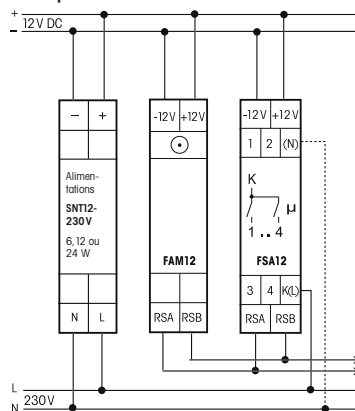 +
12V DC
−
− +
-12V +12V
-12V +12V
1 2 (N)
Alimen-
tations
SNT12-
230V
6, 12 ou
24 W
K
µ
1 .. 4
FAM12
FSA12
3 4 K(L)
N L
RSA RSB
RSA RSB
L
230V
N